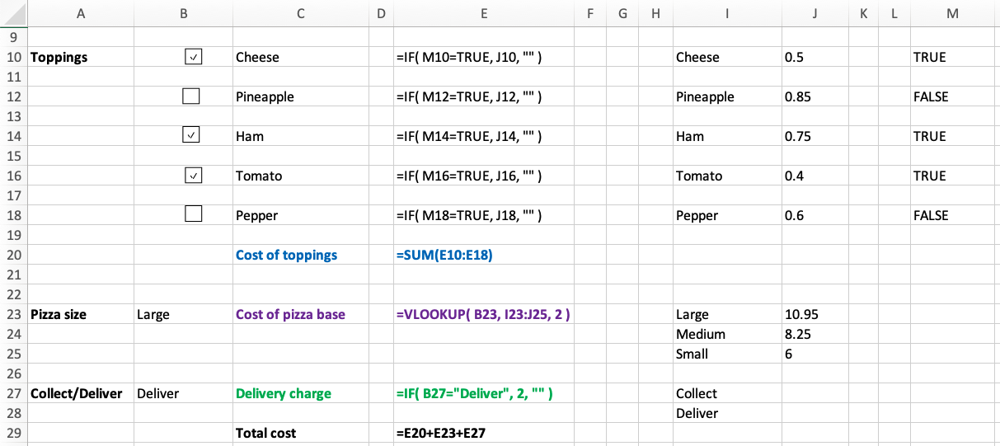 A B C D E F G H I J K L M
9
10 Toppings Cheese =IF( M10=TRUE, J10, "" ) Cheese 0.5 TRUE
11
12 Pineapple =IF( M12=TRUE, J12, "" ) Pineapple 0.85 FALSE
13
14 Ham =IF( M14=TRUE, J14, "" ) Ham 0.75 TRUE
15
16 Tomato =IF( M16=TRUE, J16, "" ) Tomato 0.4 TRUE
17
18 Pepper =IF( M18=TRUE, J18, "" ) Pepper 0.6 FALSE
19
20 Cost of toppings =SUM(E10:E18)
21
22
23 Pizza size Large Cost of pizza base =VLOOKUP( B23, I23:J25, 2 ) Large 10.95
24 Medium 8.25
25 Small 6
26
27 Collect/Deliver Deliver Delivery charge =IF( B27="Deliver", 2, "" ) Collect
28 Deliver
29 Total cost =E20+E23+E27